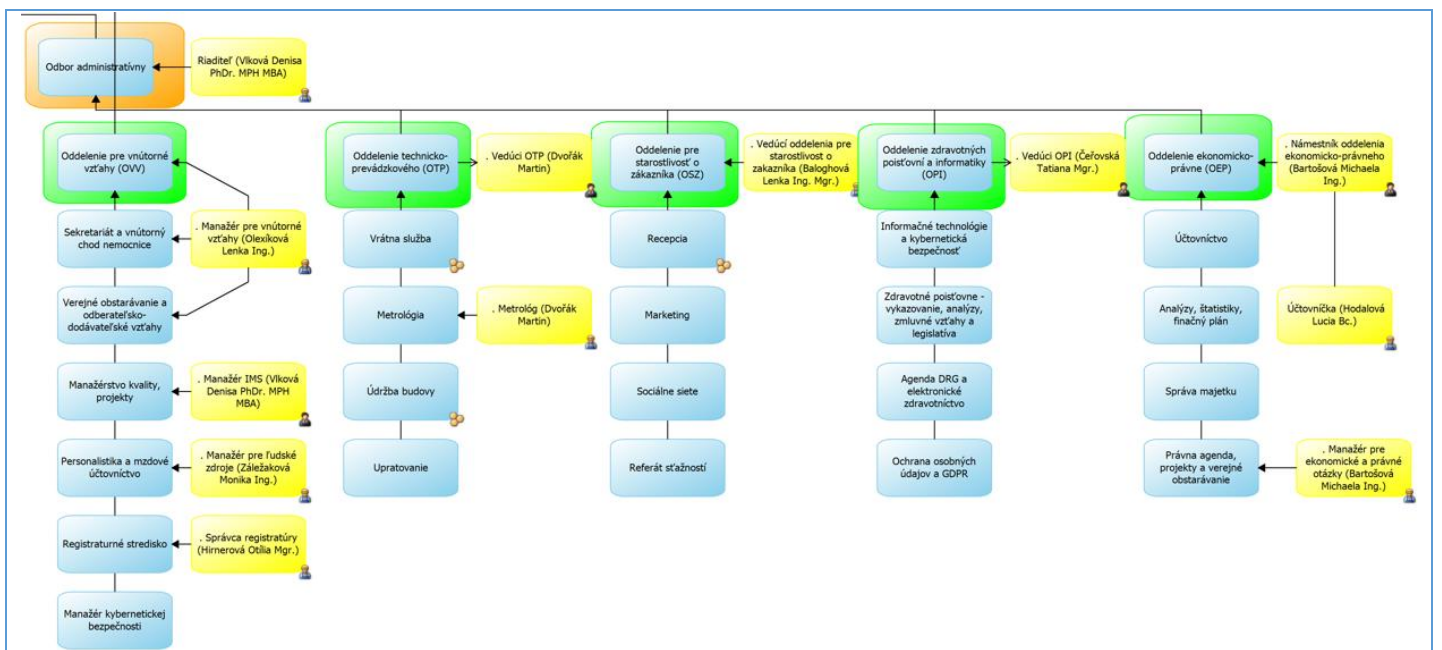 Odbor administratívny
Riaditeľ (Vlková Denisa
PhDr. MPH MBA)
Oddelenie pre vnútorné
vzťahy (OVV)
Sekretariát a vnútorný
chod nemocnice
. Manažér pre vnútorné
vzťahy (Olexíková
Lenka Ing.)
Verejné obstarávanie a
odberateľsko-
dodávateľské vzťahy
Manažérstvo kvality,
projekty
. Manažér IMS (Vlková
Denisa PhDr. MPH
MBA)
Personalistika a mzdové
účtovníctvo
. Manažér pre ľudské
zdroje (Záležaková
Monika Ing.)
Registraturné stredisko
. Správca registratúry
(Hirnerová Otília Mgr.)
Manažér kybernetickej
bezpečnosti
Oddelenie technicko-
prevádzkového (OTP)
. Vedúci OTP (Dvořák
Martin)
Vrátna služba
Metrológia
. Metrológ (Dvořák
Martin)
Údržba budovy
Upratovanie
Oddelenie pre
starostlivosť o
zákazníka (OSZ)
. Vedúcí oddelenia pre
starostlivost o
zakazníka (Baloghová
Lenka Ing. Mgr.)
Recepcia
Marketing
Sociálne siete
Referát sťažností
Oddelenie zdravotných
poisťovní a informatiky
(OPI)
. Vedúci OPI (Čeřovská
Tatiana Mgr.)
Informačné technológie
a kybernetická
bezpečnosť
Zdravotné poisťovne -
vykazovanie, analýzy,
zmluvné vzťahy a
legislatíva
Agenda DRG a
elektronické
zdravotníctvo
Ochrana osobných
údajov a GDPR
Oddelenie ekonomicko-
právne (OEP)
. Námestník oddelenia
ekonomicko-právneho
(Bartošová Michaela
Ing.)
Účtovníctvo
Analýzy, štatistiky,
finačný plán
Účtovníčka (Hodalová
Lucia Bc.)
Správa majetku
Právna agenda,
projekty a verejné
obstarávanie
. Manažér pre
ekonomické a právné
otázky (Bartošová
Michaela Ing.)